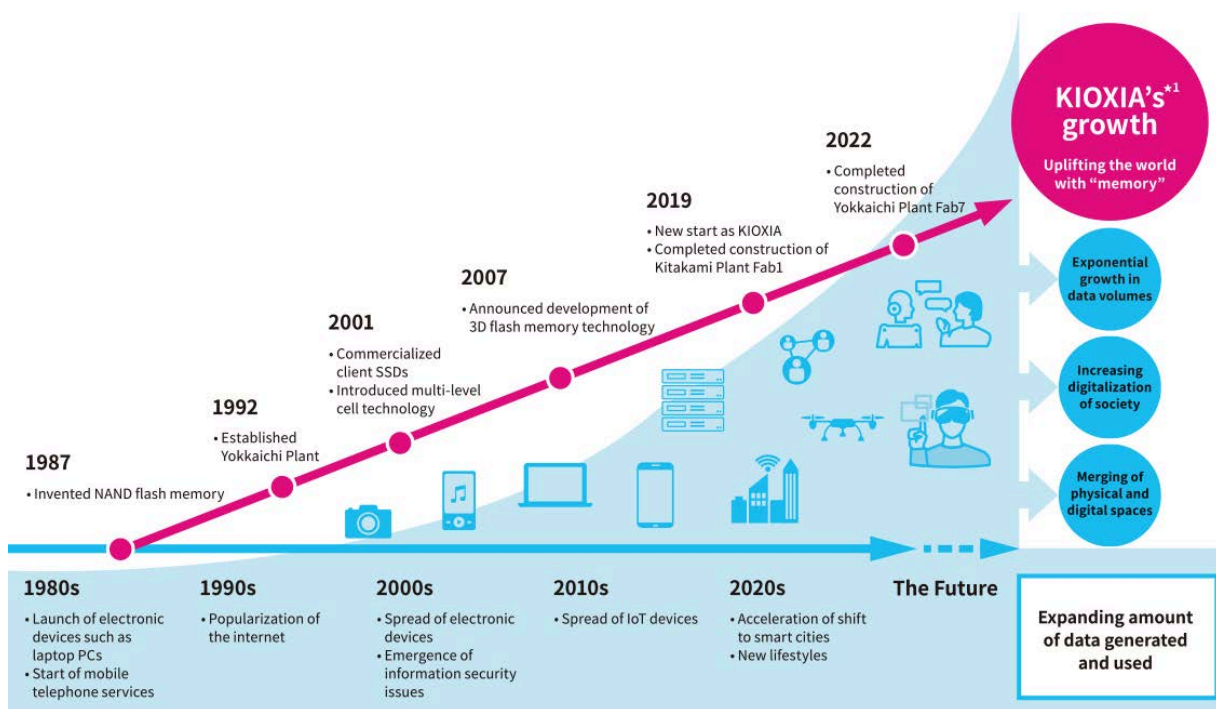 KIOXIA's★1
growth
Uplifting the world
with “memory”
2022
• Completed
construction of
Yokkaichi Plant Fab7
2019
• New start as KIOXIA
• Completed construction of
Kitakami Plant Fab1
2007
• Announced development of
3D flash memory technology
2001
• Commercialized
client SSDs
• Introduced multi-level
cell technology
1992
• Established
Yokkaichi Plant
1987
• Invented NAND flash memory
Exponential
growth in
data volumes
Increasing
digitalization
of society
Merging of
physical and
digital spaces
1980s
• Launch of electronic
devices such as
laptop PCs
• Start of mobile
telephone services
1990s
• Popularization of
the internet
2000s
• Spread of electronic
devices
• Emergence of
information security
issues
2010s
• Spread of IoT devices
2020s
• Acceleration of shift
to smart cities
• New lifestyles
The Future
Expanding amount
of data generated
and used